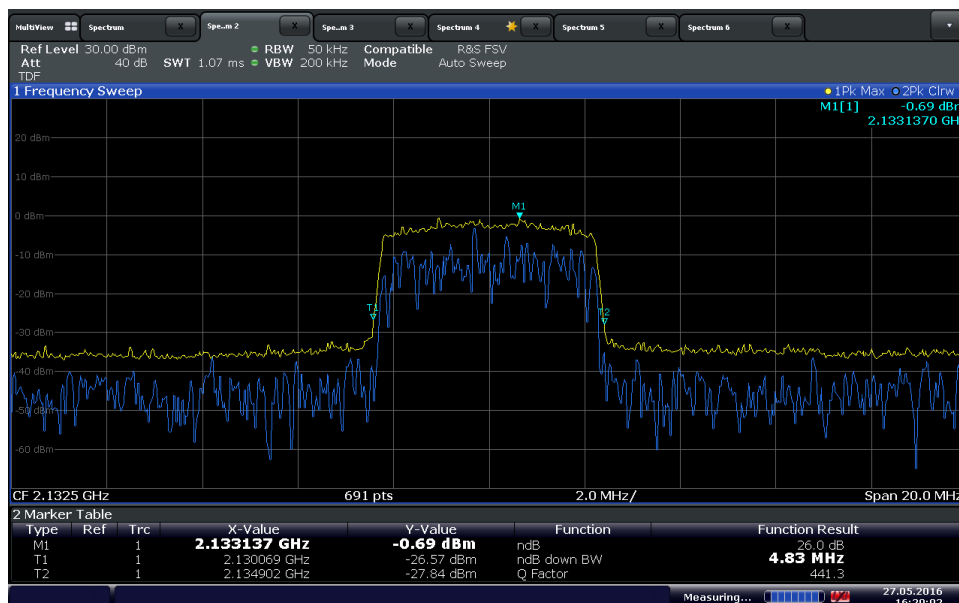 MultiView Spectrum X Spe...m 2 X Spe...m 3 X Spectrum 4 X Spectrum 5 X Spectrum 6 X
Ref Level 30.00 dBm RBW 50 kHz Compatible R&S FSV
Att 40 dB SWT 1.07 ms VBW 200 kHz Mode Auto Sweep
TDF
1 Frequency Sweep 1Pk Max 2Pk Clrw
M1[1] -0.69 dBm
2.1331370 GH
20 dBm
10 dBm
M1
0 dBm
-10 dBm
-20 dBm
T1
T2
-30 dBm
-40 dBm
-50 dBm
-60 dBm
CF 2.1325 GHz 691 pts 2.0 MHz/ Span 20.0 MHz
2 Marker Table
Type Ref Trc X-Value Y-Value Function Function Result
M1 1 2.133137 GHz -0.69 dBm ndB 26.0 dB
T1 1 2.130069 GHz -26.57 dBm ndB down BW 4.83 MHz
T2 1 2.134902 GHz -27.84 dBm Q Factor 441.3
Measuring... 27.05.2016
16:20:02